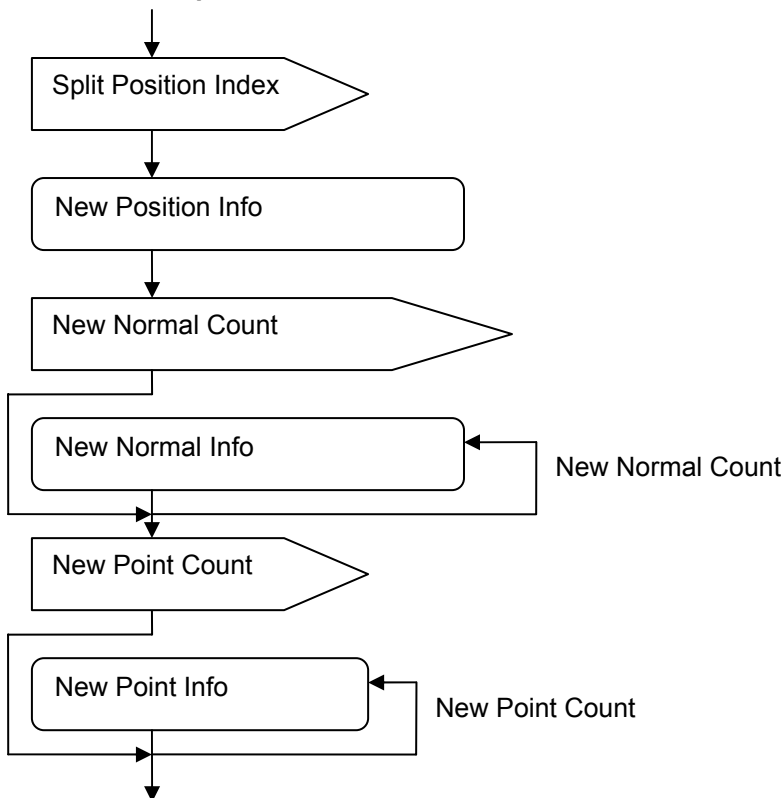 Split Position Index
New Position Info
New Normal Count
New Normal Info
New Normal Count
New Point Count
New Point Info
New Point Count